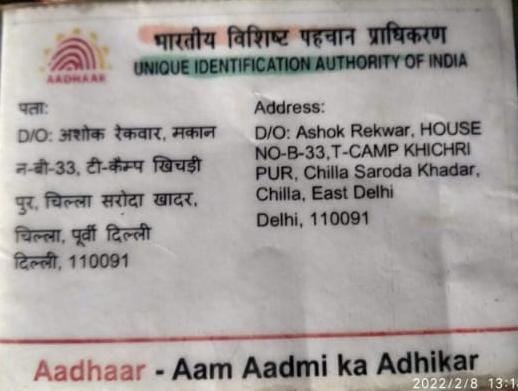 भारतीय विशिष्ट पहचान प्राधिकरण
UNIQUE IDENTIFICATION AUTHORITY OF INDIA
AADHAAR
पता:
D/O: अशोक रेकवार, मकान
न-बी-33, टी-कैम्प खिचड़ी
पुर, चिल्ला सरोदा खादर,
चिल्ला, पूर्वी दिल्ली
दिल्ली, 110091
Address:
D/O: Ashok Rekwar, HOUSE
NO-B-33,T-CAMP KHICHRI
PUR, Chilla Saroda Khadar,
Chilla, East Delhi
Delhi, 110091
Aadhaar - Aam Aadmi ka Adhikar
2022/2/8 13:1